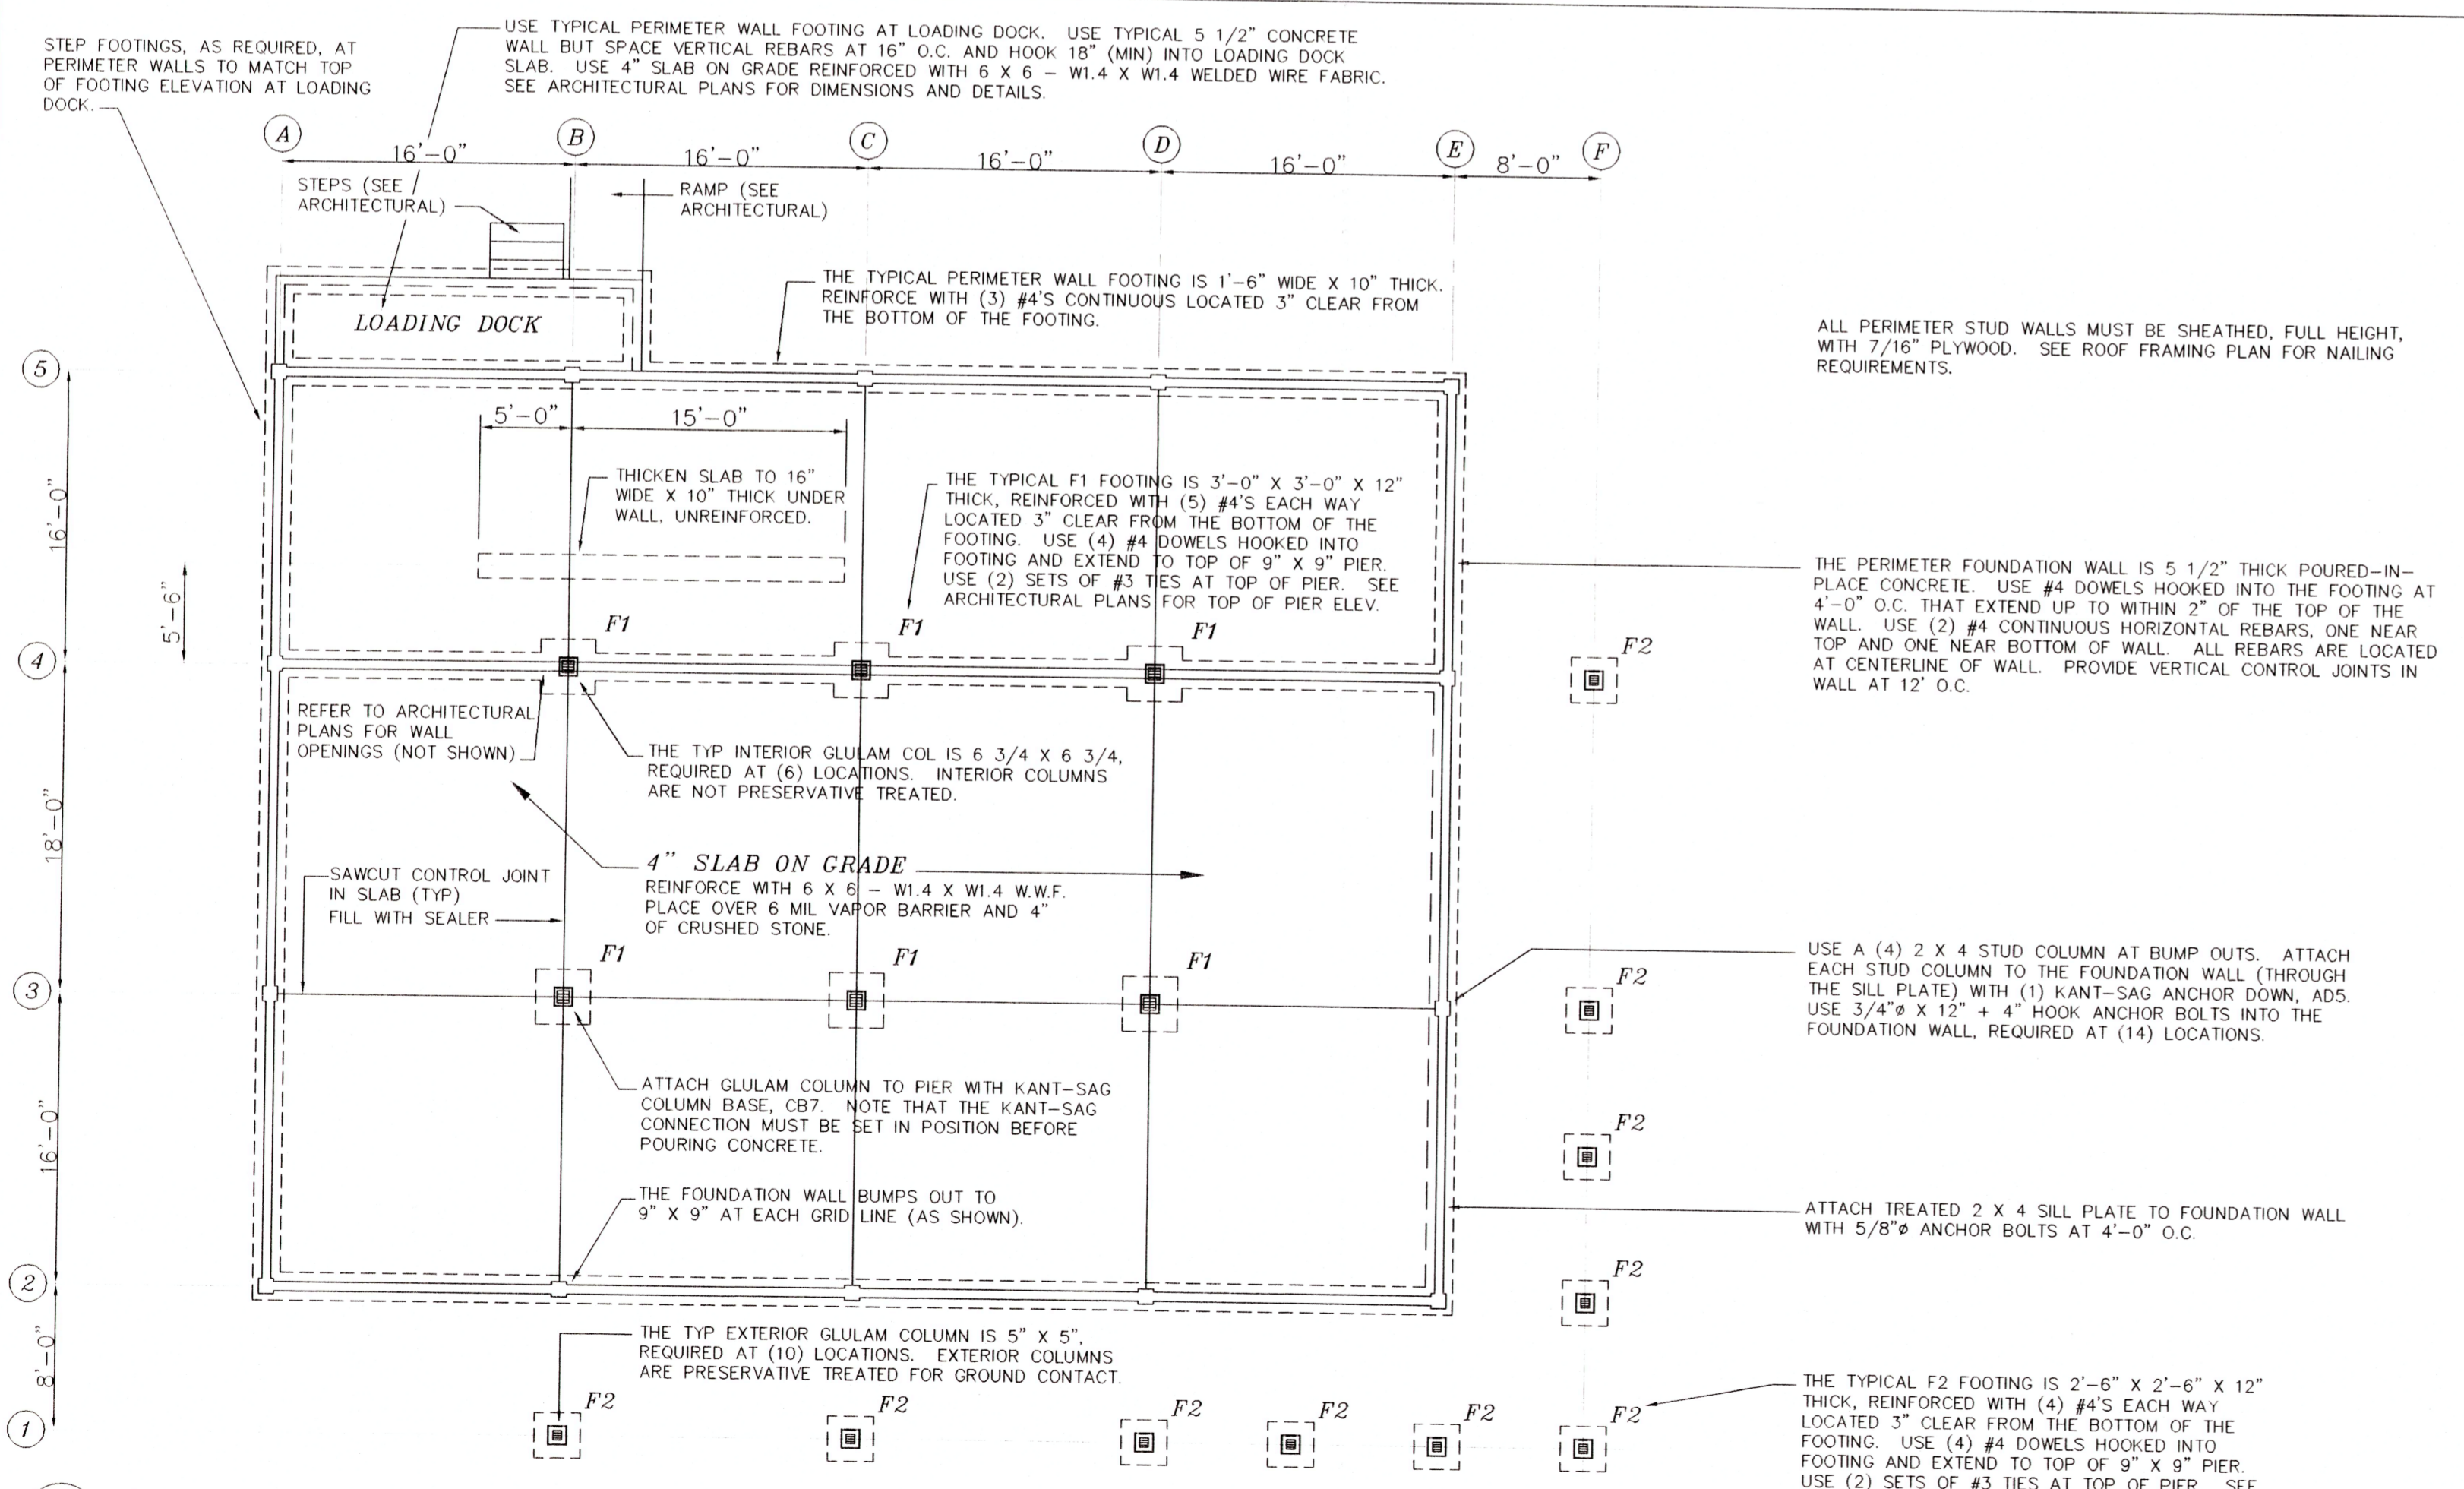 STEP FOOTINGS, AS REQUIRED, AT
PERIMETER WALLS TO MATCH TOP
OF FOOTING ELEVATION AT LOADING
DOCK.
USE TYPICAL PERIMETER WALL FOOTING AT LOADING DOCK. USE TYPICAL 5 1/2" CONCRETE
WALL BUT SPACE VERTICAL REBARS AT 16" O.C. AND HOOK 18" (MIN) INTO LOADING DOCK
SLAB. USE 4" SLAB ON GRADE REINFORCED WITH 6 X 6 – W1.4 X W1.4 WELDED WIRE FABRIC.
SEE ARCHITECTURAL PLANS FOR DIMENSIONS AND DETAILS.
A
B
C
D
E
F
16'-0"
16'-0"
16'-0"
16'-0"
8'-0"
STEPS (SEE
ARCHITECTURAL)
RAMP (SEE
ARCHITECTURAL)
LOADING DOCK
THE TYPICAL PERIMETER WALL FOOTING IS 1'-6" WIDE X 10" THICK.
REINFORCE WITH (3) #4'S CONTINUOUS LOCATED 3" CLEAR FROM
THE BOTTOM OF THE FOOTING.
ALL PERIMETER STUD WALLS MUST BE SHEATHED, FULL HEIGHT,
WITH 7/16" PLYWOOD. SEE ROOF FRAMING PLAN FOR NAILING
REQUIREMENTS.
5
5'-0"
15'-0"
THICKEN SLAB TO 16"
WIDE X 10" THICK UNDER
WALL, UNREINFORCED.
THE TYPICAL F1 FOOTING IS 3'-0" X 3'-0" X 12"
THICK, REINFORCED WITH (5) #4'S EACH WAY
LOCATED 3" CLEAR FROM THE BOTTOM OF THE
FOOTING. USE (4) #4 DOWELS HOOKED INTO
FOOTING AND EXTEND TO TOP OF 9" X 9" PIER.
USE (2) SETS OF #3 TIES AT TOP OF PIER. SEE
ARCHITECTURAL PLANS FOR TOP OF PIER ELEV.
16'-0"
5'-6"
THE PERIMETER FOUNDATION WALL IS 5 1/2" THICK POURED-IN-
PLACE CONCRETE. USE #4 DOWELS HOOKED INTO THE FOOTING AT
4'-0" O.C. THAT EXTEND UP TO WITHIN 2" OF THE TOP OF THE
WALL. USE (2) #4 CONTINUOUS HORIZONTAL REBARS, ONE NEAR
TOP AND ONE NEAR BOTTOM OF WALL. ALL REBARS ARE LOCATED
AT CENTERLINE OF WALL. PROVIDE VERTICAL CONTROL JOINTS IN
WALL AT 12' O.C.
F1
F1
F1
F2
4
REFER TO ARCHITECTURAL
PLANS FOR WALL
OPENINGS (NOT SHOWN)
THE TYP INTERIOR GLULAM COL IS 6 3/4 X 6 3/4,
REQUIRED AT (6) LOCATIONS. INTERIOR COLUMNS
ARE NOT PRESERVATIVE TREATED.
18'-0"
4" SLAB ON GRADE
REINFORCE WITH 6 X 6 – W1.4 X W1.4 W.W.F.
PLACE OVER 6 MIL VAPOR BARRIER AND 4"
OF CRUSHED STONE.
SAWCUT CONTROL JOINT
IN SLAB (TYP)
FILL WITH SEALER
F1
F1
F1
F2
USE A (4) 2 X 4 STUD COLUMN AT BUMP OUTS. ATTACH
EACH STUD COLUMN TO THE FOUNDATION WALL (THROUGH
THE SILL PLATE) WITH (1) KANT-SAG ANCHOR DOWN, AD5.
USE 3/4"ø X 12" + 4" HOOK ANCHOR BOLTS INTO THE
FOUNDATION WALL, REQUIRED AT (14) LOCATIONS.
3
ATTACH GLULAM COLUMN TO PIER WITH KANT-SAG
COLUMN BASE, CB7. NOTE THAT THE KANT-SAG
CONNECTION MUST BE SET IN POSITION BEFORE
POURING CONCRETE.
F2
16'-0"
THE FOUNDATION WALL BUMPS OUT TO
9" X 9" AT EACH GRID LINE (AS SHOWN).
ATTACH TREATED 2 X 4 SILL PLATE TO FOUNDATION WALL
WITH 5/8"ø ANCHOR BOLTS AT 4'-0" O.C.
F2
2
8'-0"
THE TYP EXTERIOR GLULAM COLUMN IS 5" X 5",
REQUIRED AT (10) LOCATIONS. EXTERIOR COLUMNS
ARE PRESERVATIVE TREATED FOR GROUND CONTACT.
F2
F2
F2
F2
F2
F2
1
THE TYPICAL F2 FOOTING IS 2'-6" X 2'-6" X 12"
THICK, REINFORCED WITH (4) #4'S EACH WAY
LOCATED 3" CLEAR FROM THE BOTTOM OF THE
FOOTING. USE (4) #4 DOWELS HOOKED INTO
FOOTING AND EXTEND TO TOP OF 9" X 9" PIER.
USE (2) SETS OF #3 TIES AT TOP OF PIER. SEE